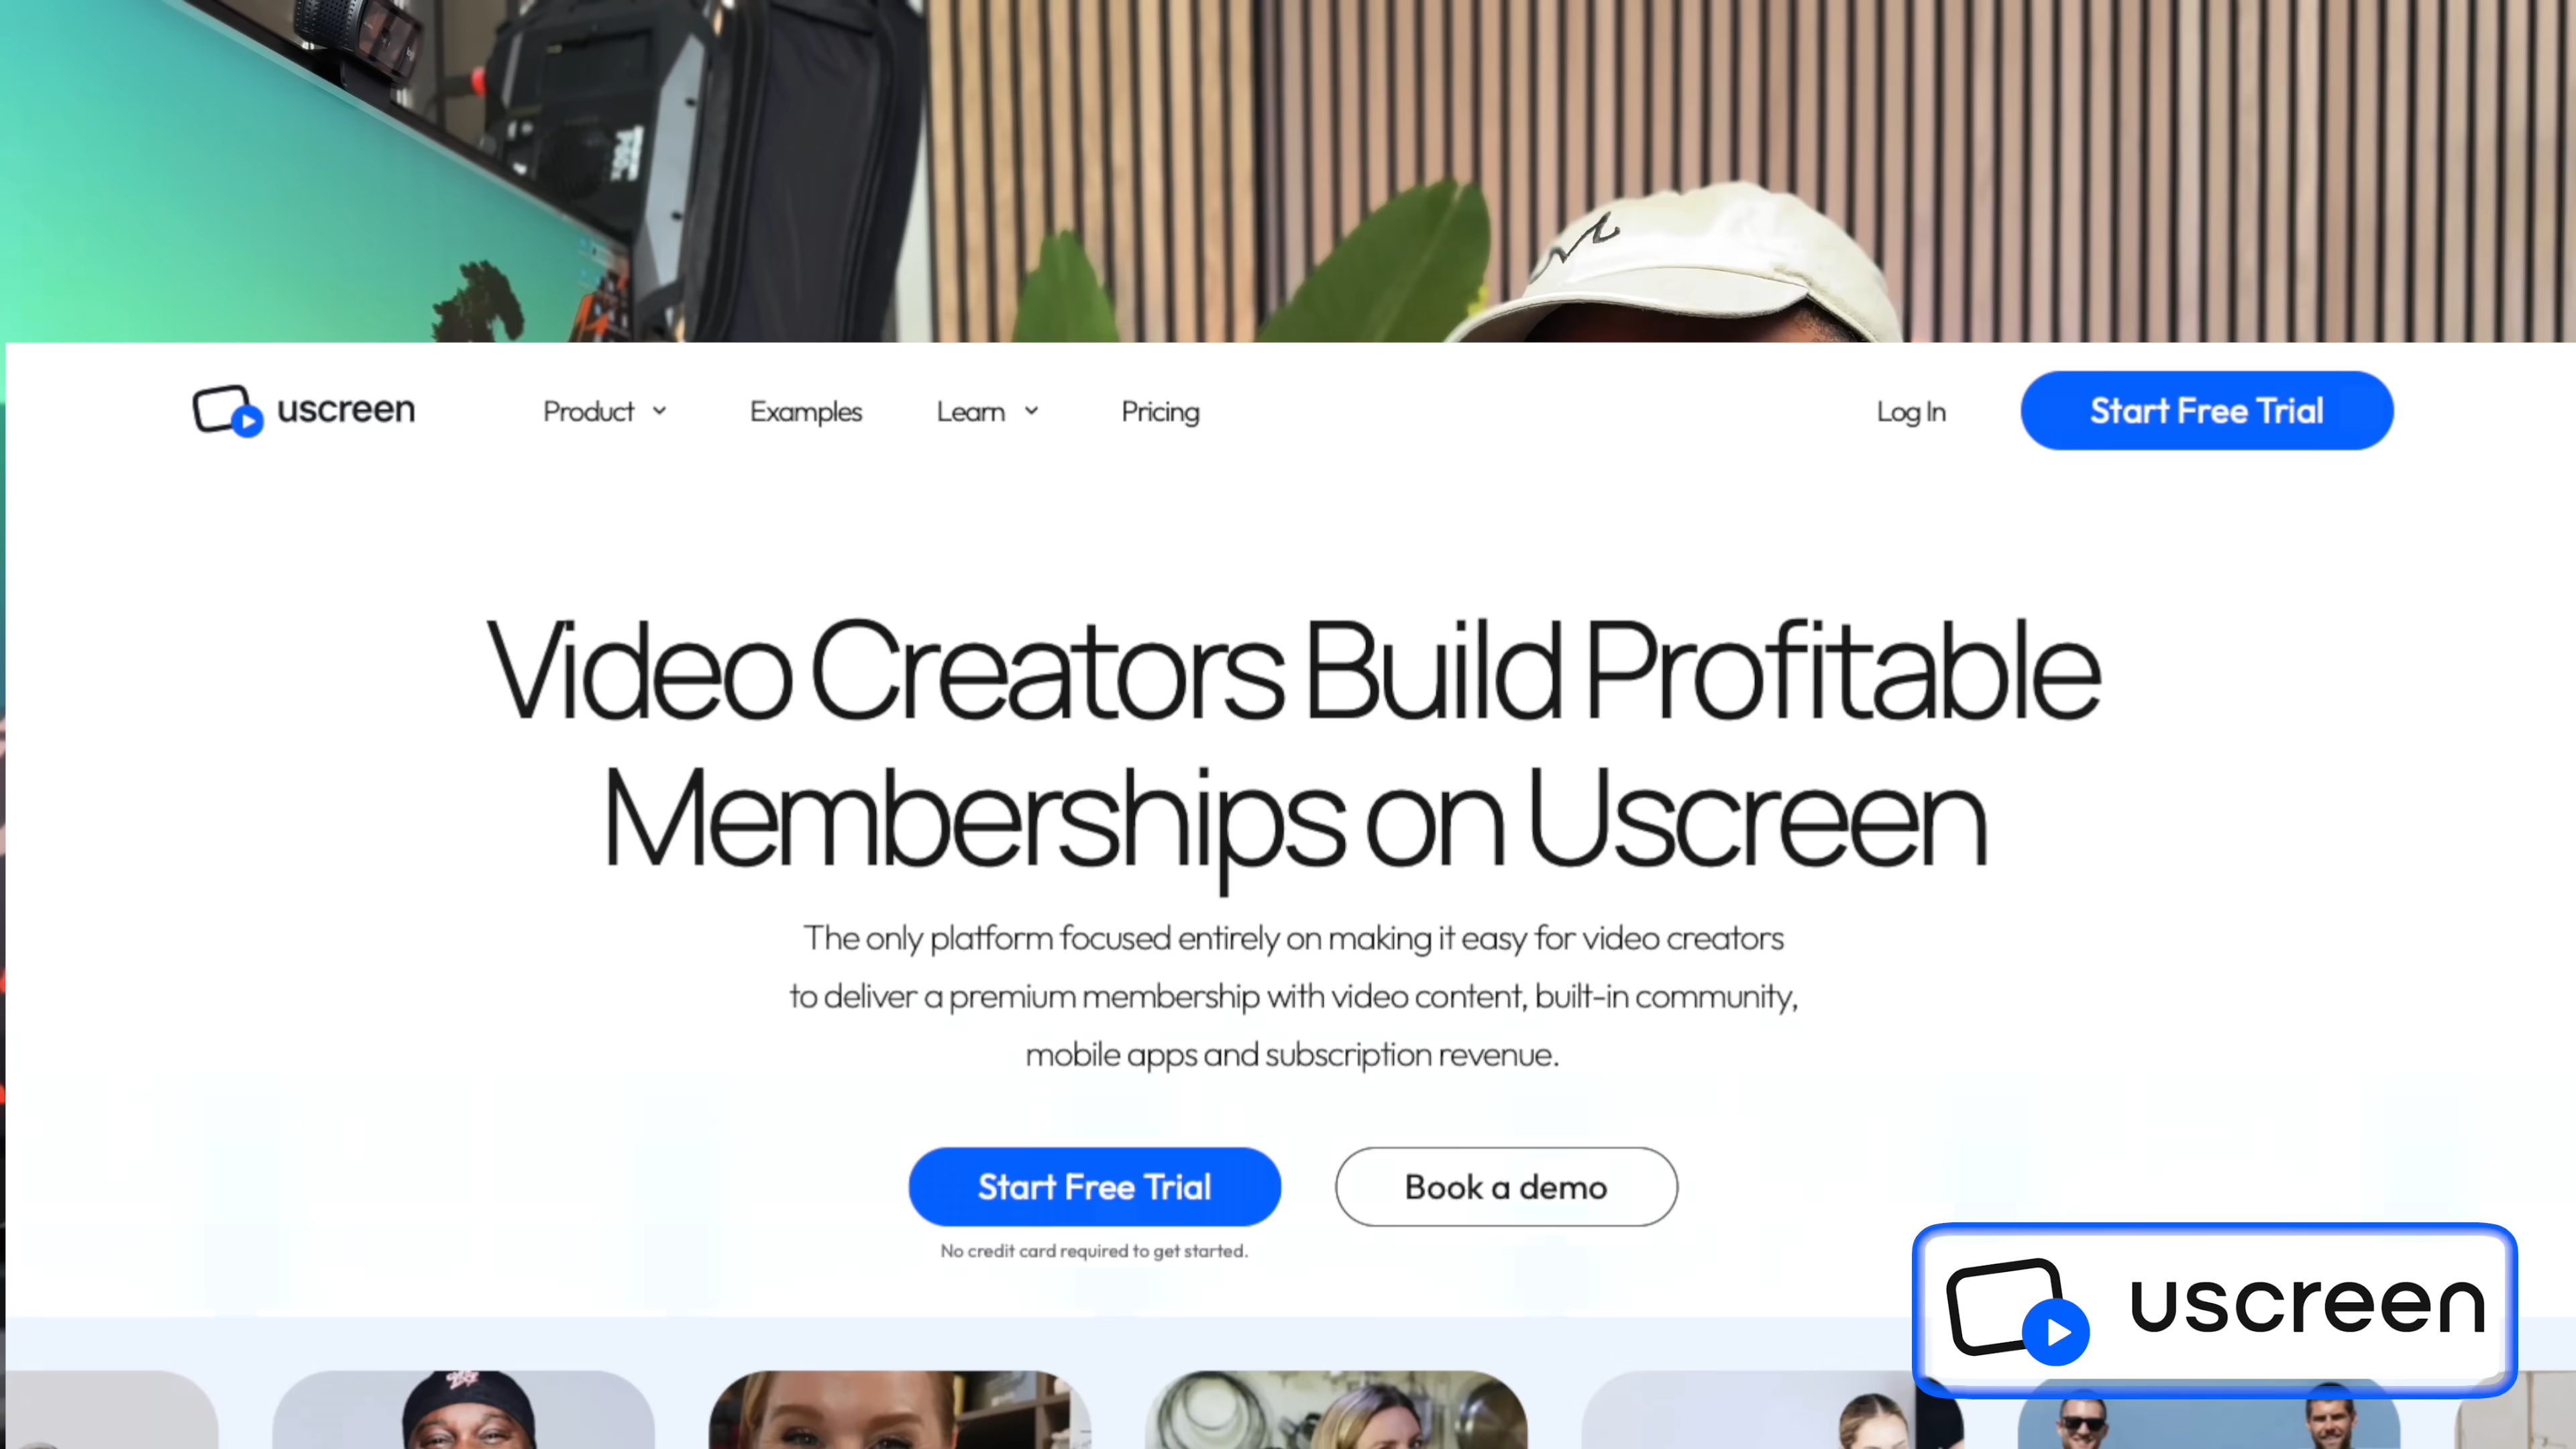 uscreen
Product
Examples
Learn
Pricing
Log In
Start Free Trial
Video Creators Build Profitable
Memberships on Uscreen
The only platform focused entirely on making it easy for video creators
to deliver a premium membership with video content, built-in community,
mobile apps and subscription revenue.
Start Free Trial
Book a demo
No credit card required to get started.
uscreen